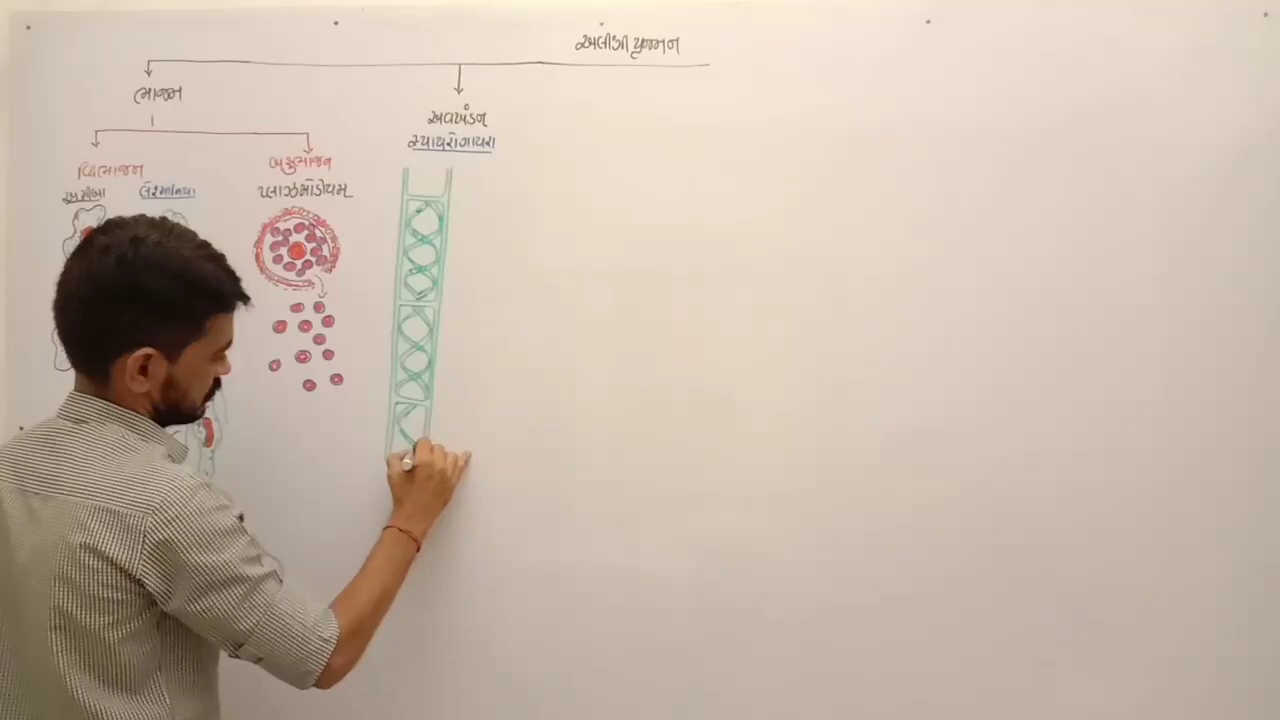 અલીંગી પ્રજનન
ભાજન
અવખંડન
સ્પાયરોગાયરા
દ્વિભાજન
બહુભાજન
અમીબા
લેશ્માનિયા
પ્લાઝમોડીયમ